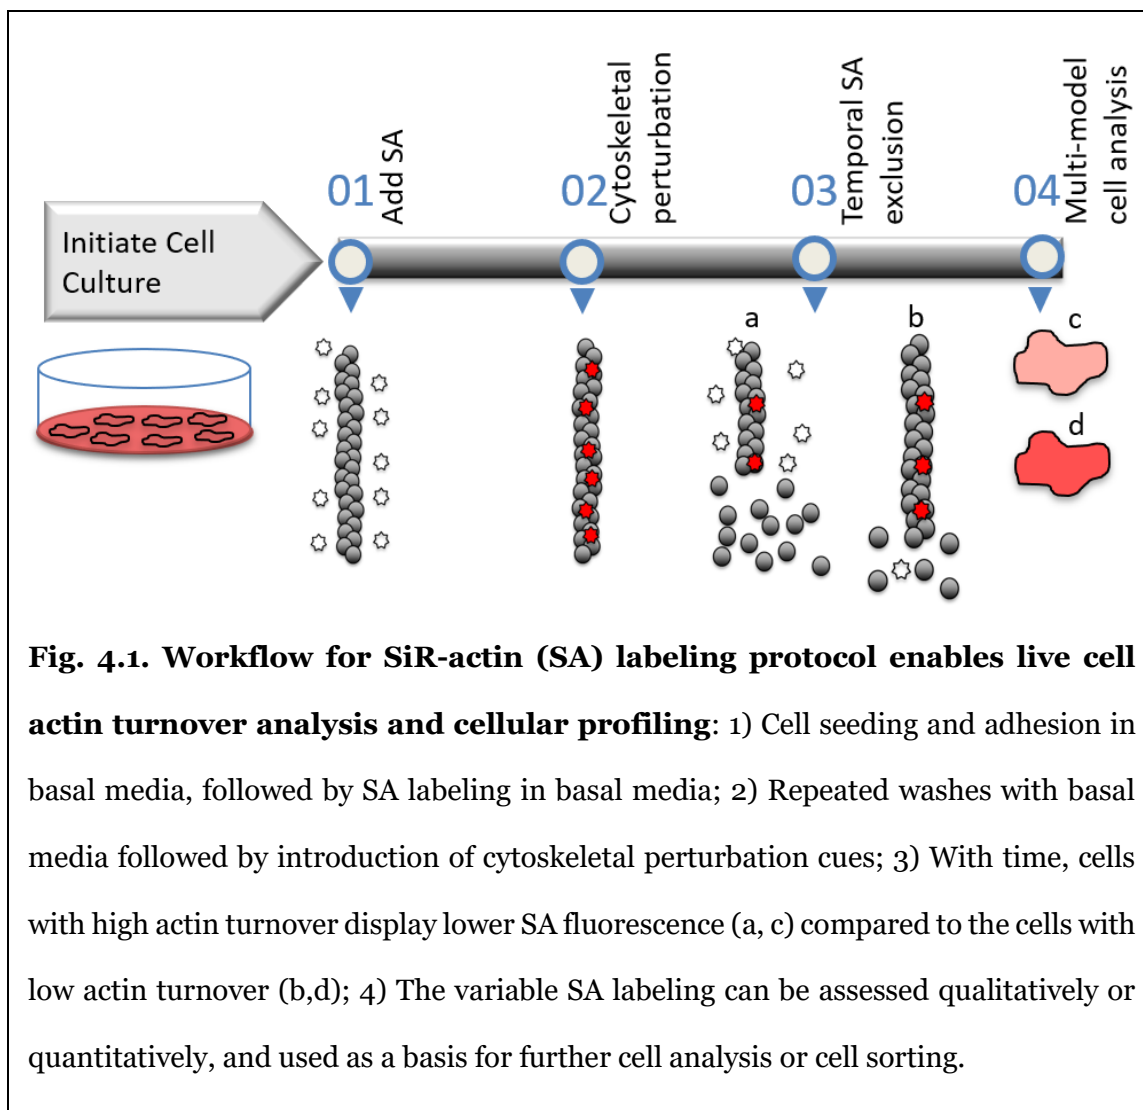 Initiate Cell
Culture
01
Add SA
02
Cytoskeletal
perturbation
03
Temporal SA
exclusion
04
Multi-model
cell analysis
a
b
c
d
Fig. 4.1. Workflow for SiR-actin (SA) labeling protocol enables live cell
actin turnover analysis and cellular profiling: 1) Cell seeding and adhesion in
basal media, followed by SA labeling in basal media; 2) Repeated washes with basal
media followed by introduction of cytoskeletal perturbation cues; 3) With time, cells
with high actin turnover display lower SA fluorescence (a, c) compared to the cells with
low actin turnover (b,d); 4) The variable SA labeling can be assessed qualitatively or
quantitatively, and used as a basis for further cell analysis or cell sorting.